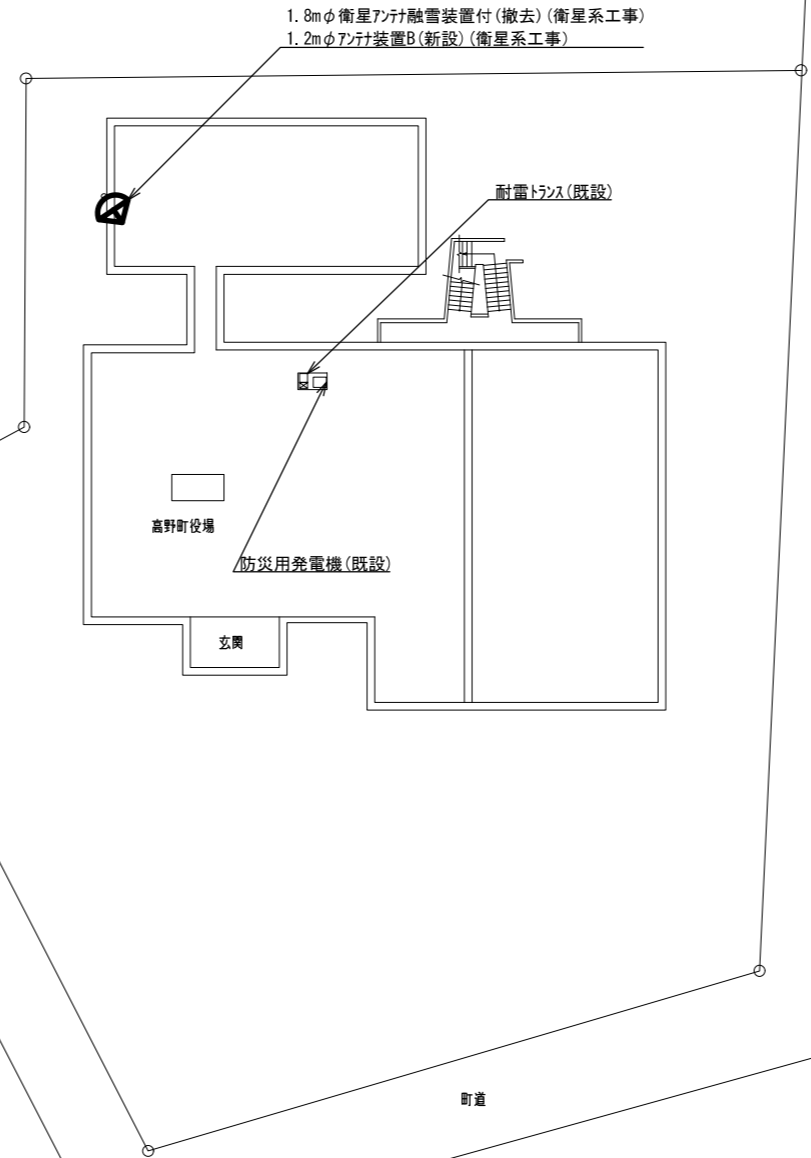 1.8mφ衛星ｱﾝﾃﾅ融雪装置付(撤去)(衛星系工事)
1.2mφｱﾝﾃﾅ装置B(新設)(衛星系工事)
耐雷ﾄﾗﾝｽ(既設)
高野町役場
防災用発電機(既設)
玄関
町道